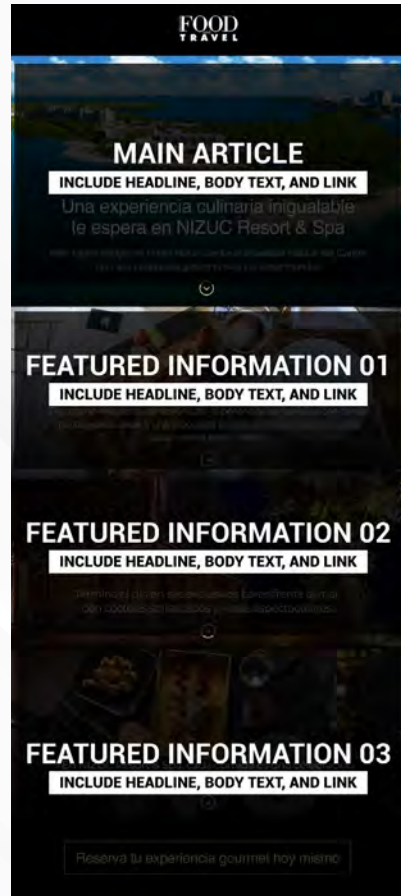 FOOD
TRAVEL
MAIN ARTICLE
INCLUDE HEADLINE, BODY TEXT, AND LINK
Una experiencia culinaria inigualable
le espera en NIZUC Resort & Spa
FEATURED INFORMATION 01
INCLUDE HEADLINE, BODY TEXT, AND LINK
FEATURED INFORMATION 02
INCLUDE HEADLINE, BODY TEXT, AND LINK
FEATURED INFORMATION 03
INCLUDE HEADLINE, BODY TEXT, AND LINK
Reserva tu experiencia gourmet hoy mismo